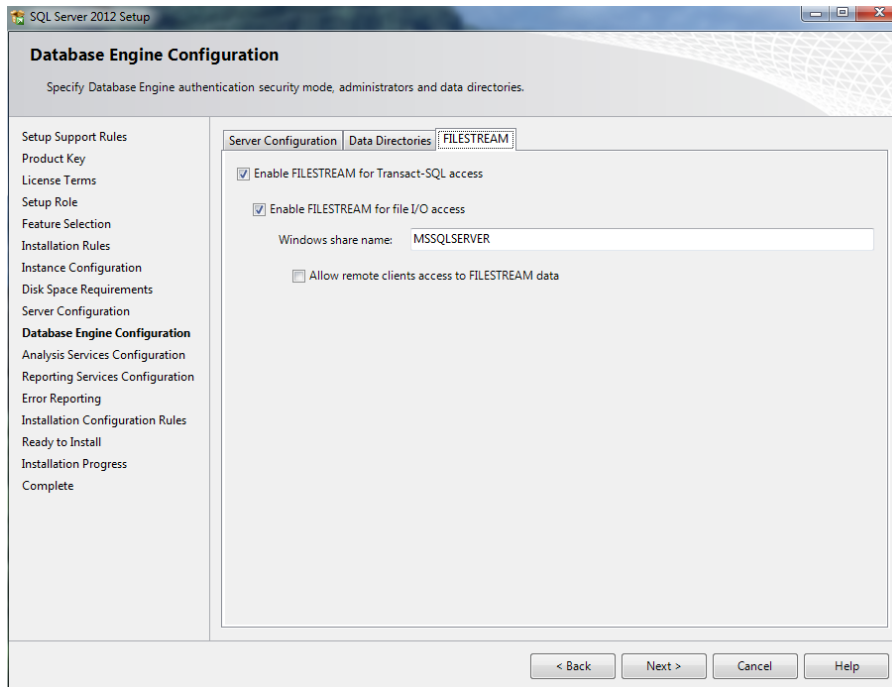 SQL Server 2012 Setup
Database Engine Configuration
Specify Database Engine authentication security mode, administrators and data directories.
Setup Support Rules
Product Key
License Terms
Setup Role
Feature Selection
Installation Rules
Instance Configuration
Disk Space Requirements
Server Configuration
Database Engine Configuration
Analysis Services Configuration
Reporting Services Configuration
Error Reporting
Installation Configuration Rules
Ready to Install
Installation Progress
Complete
Server Configuration Data Directories FILESTREAM
Enable FILESTREAM for Transact-SQL access
Enable FILESTREAM for file I/O access
Windows share name: MSSQLSERVER
Allow remote clients access to FILESTREAM data
< Back Next > Cancel Help